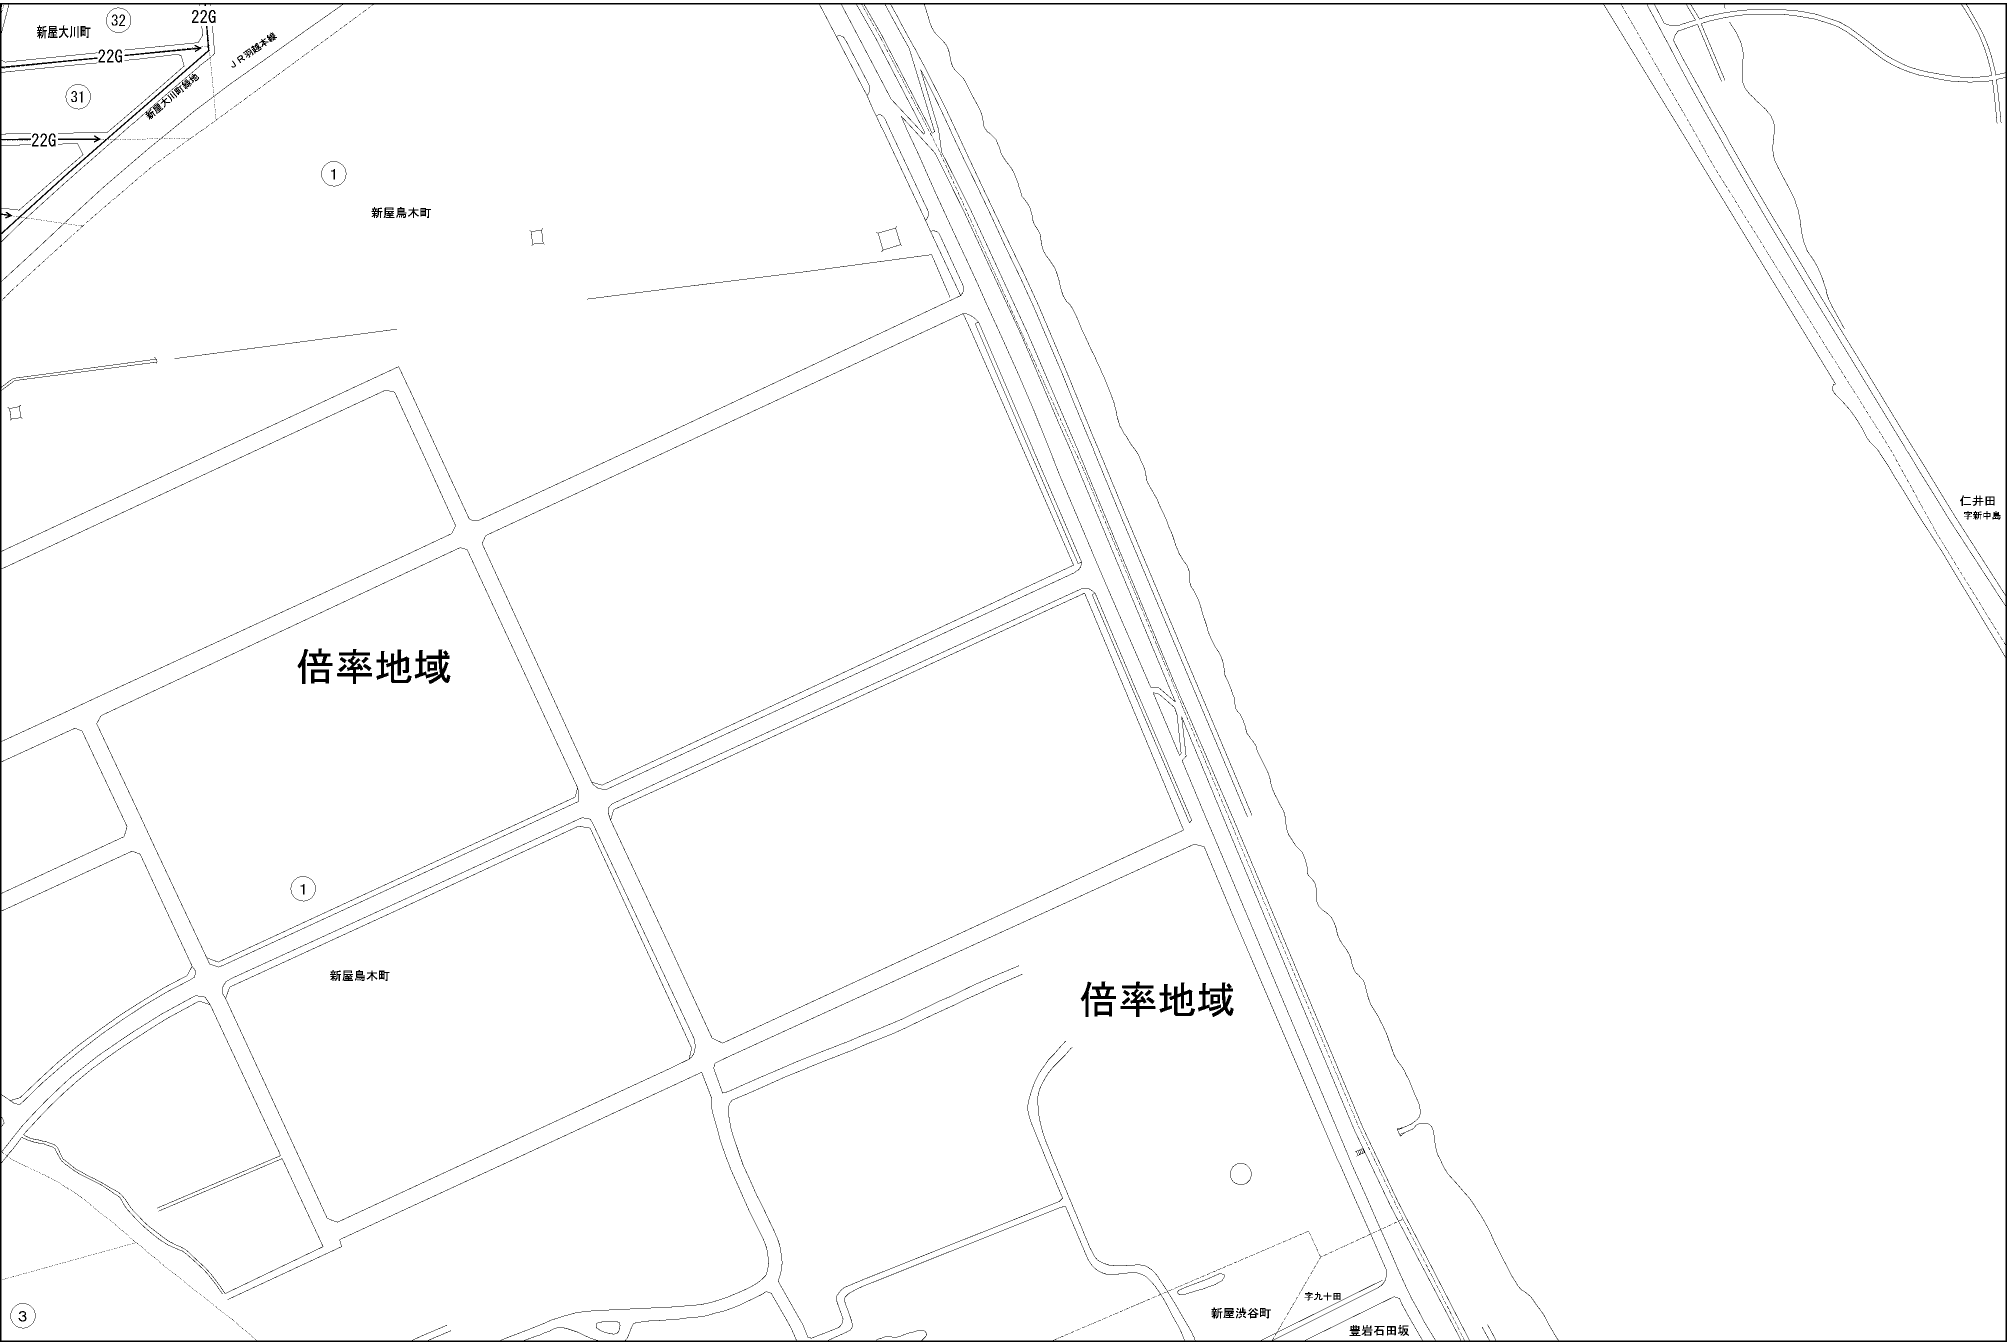 32
22G
新屋大川町
22G
JR羽越本線
31
新屋大川町緑地
22G
1
新屋鳥木町
仁井田
字新中島
倍率地域
1
新屋鳥木町
倍率地域
3
字九十田
新屋渋谷町
豊岩石田坂